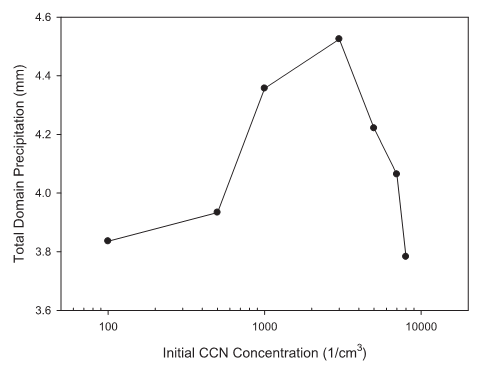 4.6
4.4
4.2
4.0
3.8
3.6
Total Domain Precipitation (mm)
100 1000 10000
Initial CCN Concentration (1/cm³)